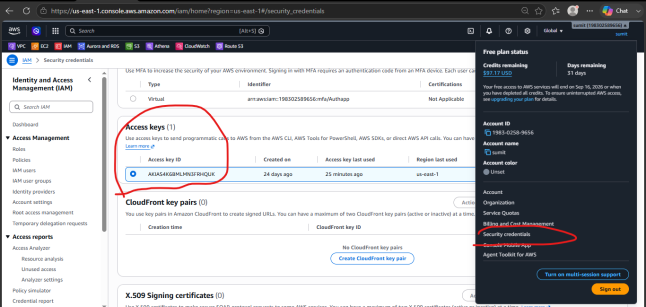 us-east-1.console.aws.amazon.com/iam/home?region=us-east-1#/security_credentials
Chat
aws
Search
[Alt+S]
Global
sumit
VPC
EC2
IAM
Aurora and RDS
S3
Athena
CloudWatch
Route 53
IAM
Security credentials
Identity and Access
Management (IAM)
Search IAM
Dashboard
Access Management
Roles
Policies
IAM users
IAM user groups
Identity providers
Account settings
Root access management
Temporary delegation requests
Access reports
Access Analyzer
Resource analysis
Unused access
Analyzer settings
Policy simulator
Credential report
Use MFA to increase the security of your AWS environment. Signing in with MFA requires an authentication code from an MFA device. Each user
Type
Identifier
Certifications
Virtual
arn:aws:iam::198302589656:mfa/Authapp
Not Applicable
Access keys (1)
Use access keys to send programmatic calls to AWS from the AWS CLI, AWS Tools for PowerShell, AWS SDKs, or direct AWS API calls. You can have
Learn more
Access key ID
Created on
Access key last used
Region last used
24 days ago
25 minutes ago
us-east-1
CloudFront key pairs (0)
You use key pairs in Amazon CloudFront to create signed URLs. You can have a maximum of two CloudFront key pairs (active or inactive) at a time.
Creation time
CloudFront key ID
No CloudFront key pairs
Create CloudFront key pair
X.509 Signing certificates (0)
Free plan status
Credits remaining
Days remaining
$97.17 USD
31 days
Your free access to AWS services will end on Sep 16, 2026 or when
you have depleted all credits. To ensure uninterrupted AWS access,
see upgrading your plan for details.
Account ID
1983-0258-9656
Account name
sumit
Account color
Unset
Account
Organization
Service Quotas
Billing and Cost Management
Security credentials
Console Mobile App
Agent Toolkit for AWS
Turn on multi-session support
Sign out